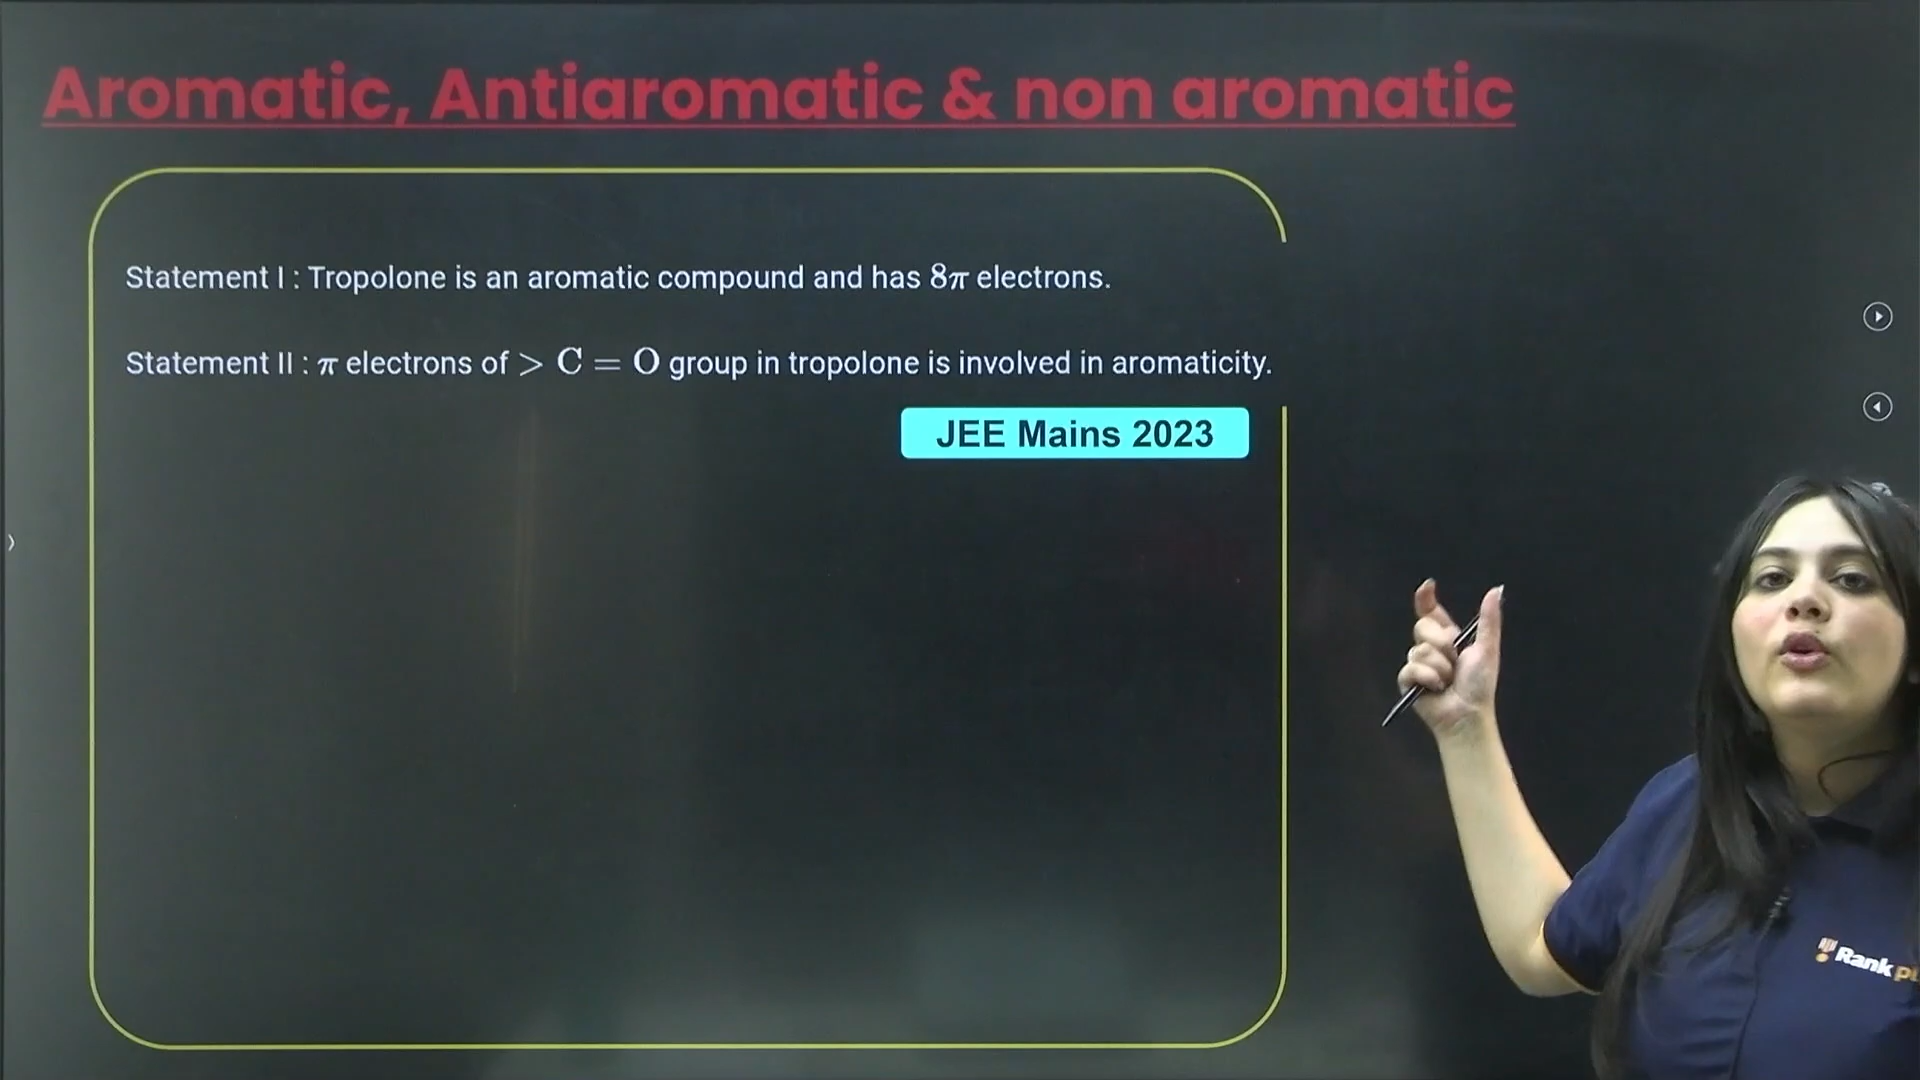 Aromatic, Antiaromatic & non aromatic
Statement I : Tropolone is an aromatic compound and has 8π electrons.
Statement II : π electrons of > C = O group in tropolone is involved in aromaticity.
JEE Mains 2023
Rank